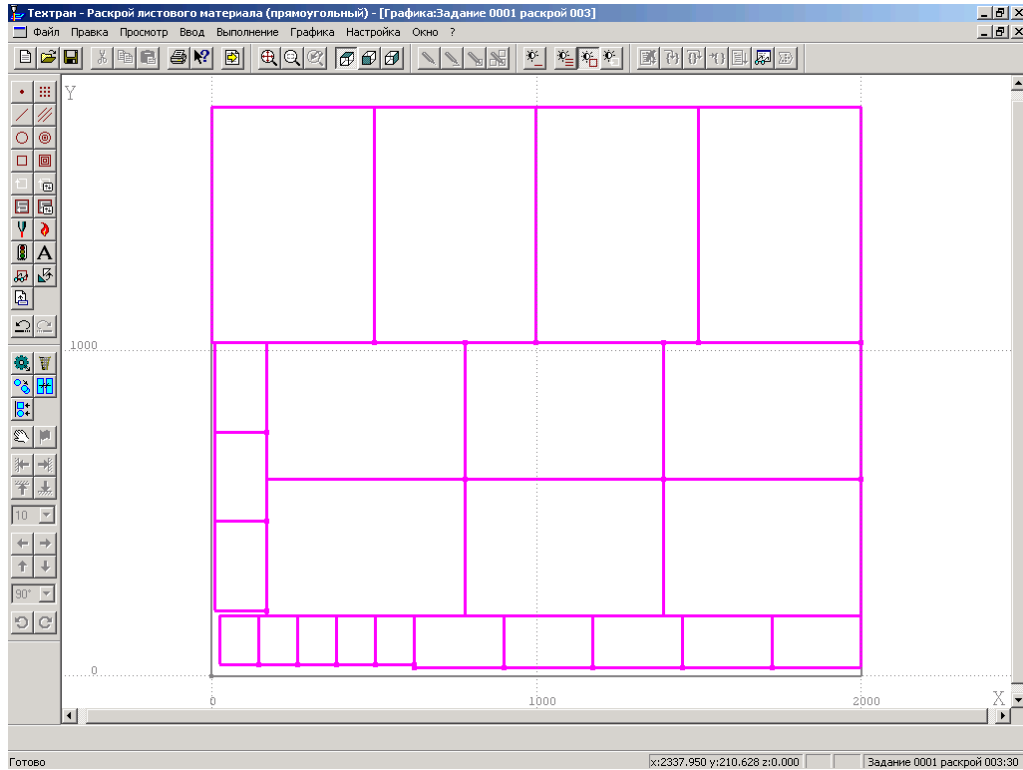 Техтран - Раскрой листового материала (прямоугольный) - [Графика:Задание 0001 раскрой 003]
Файл Правка Просмотр Ввод Выполнение Графика Настройка Окно ?
Y
A
1000
10
90°
0
0 1000 2000 X
Готово x:2337.950 y:210.628 z:0.000 Задание 0001 раскрой 003:30